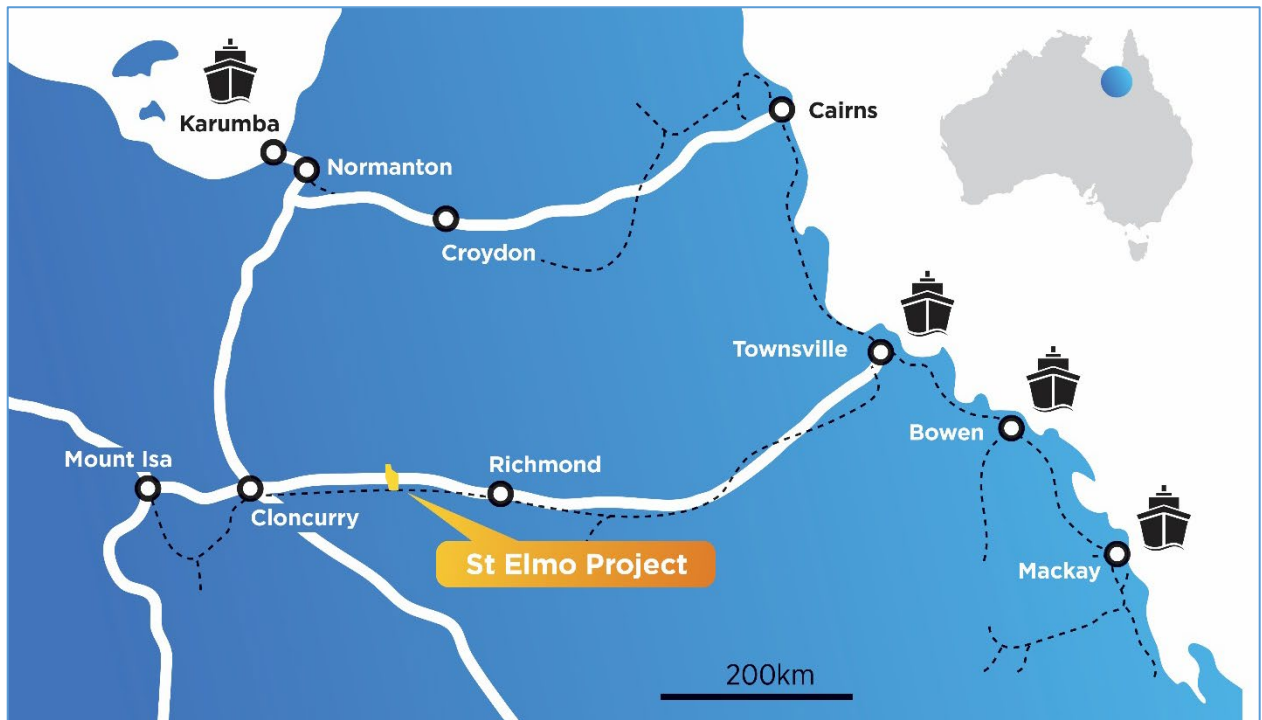 Karumba
Cairns
Normanton
Croydon
Townsville
Bowen
Mount Isa
Richmond
Cloncurry
St Elmo Project
Mackay
200km